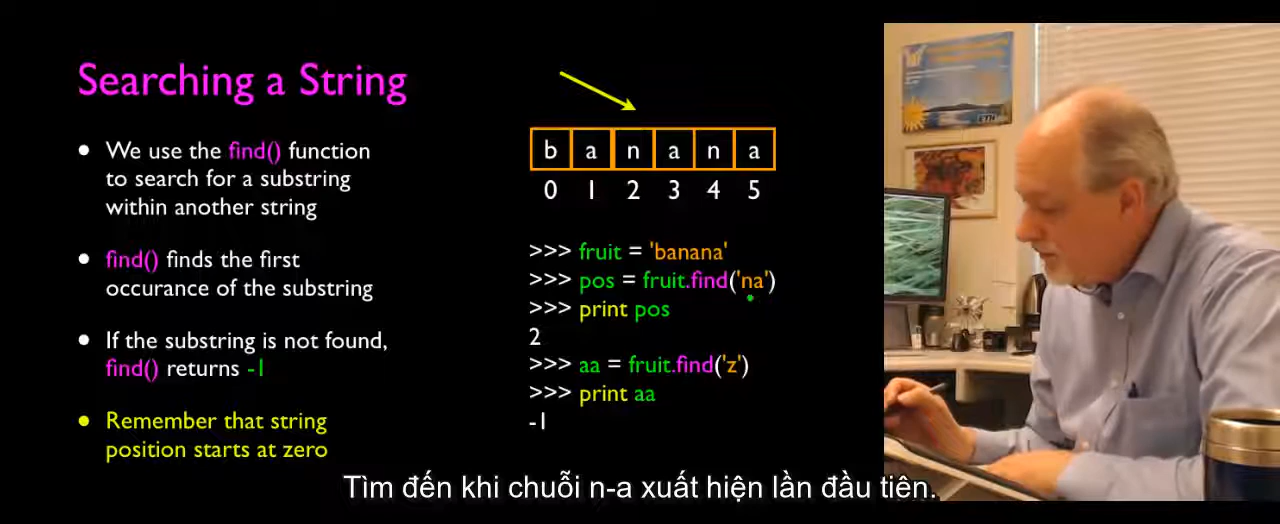 Searching a String
• We use the find() function
to search for a substring
within another string
• find() finds the first
occurance of the substring
• If the substring is not found,
find() returns -1
• Remember that string
position starts at zero
b a n a n a
0 1 2 3 4 5
>>> fruit = 'banana'
>>> pos = fruit.find('na')
>>> print pos
2
>>> aa = fruit.find('z')
>>> print aa
-1
ETH
Tìm đến khi chuỗi n-a xuất hiện lần đầu tiên.